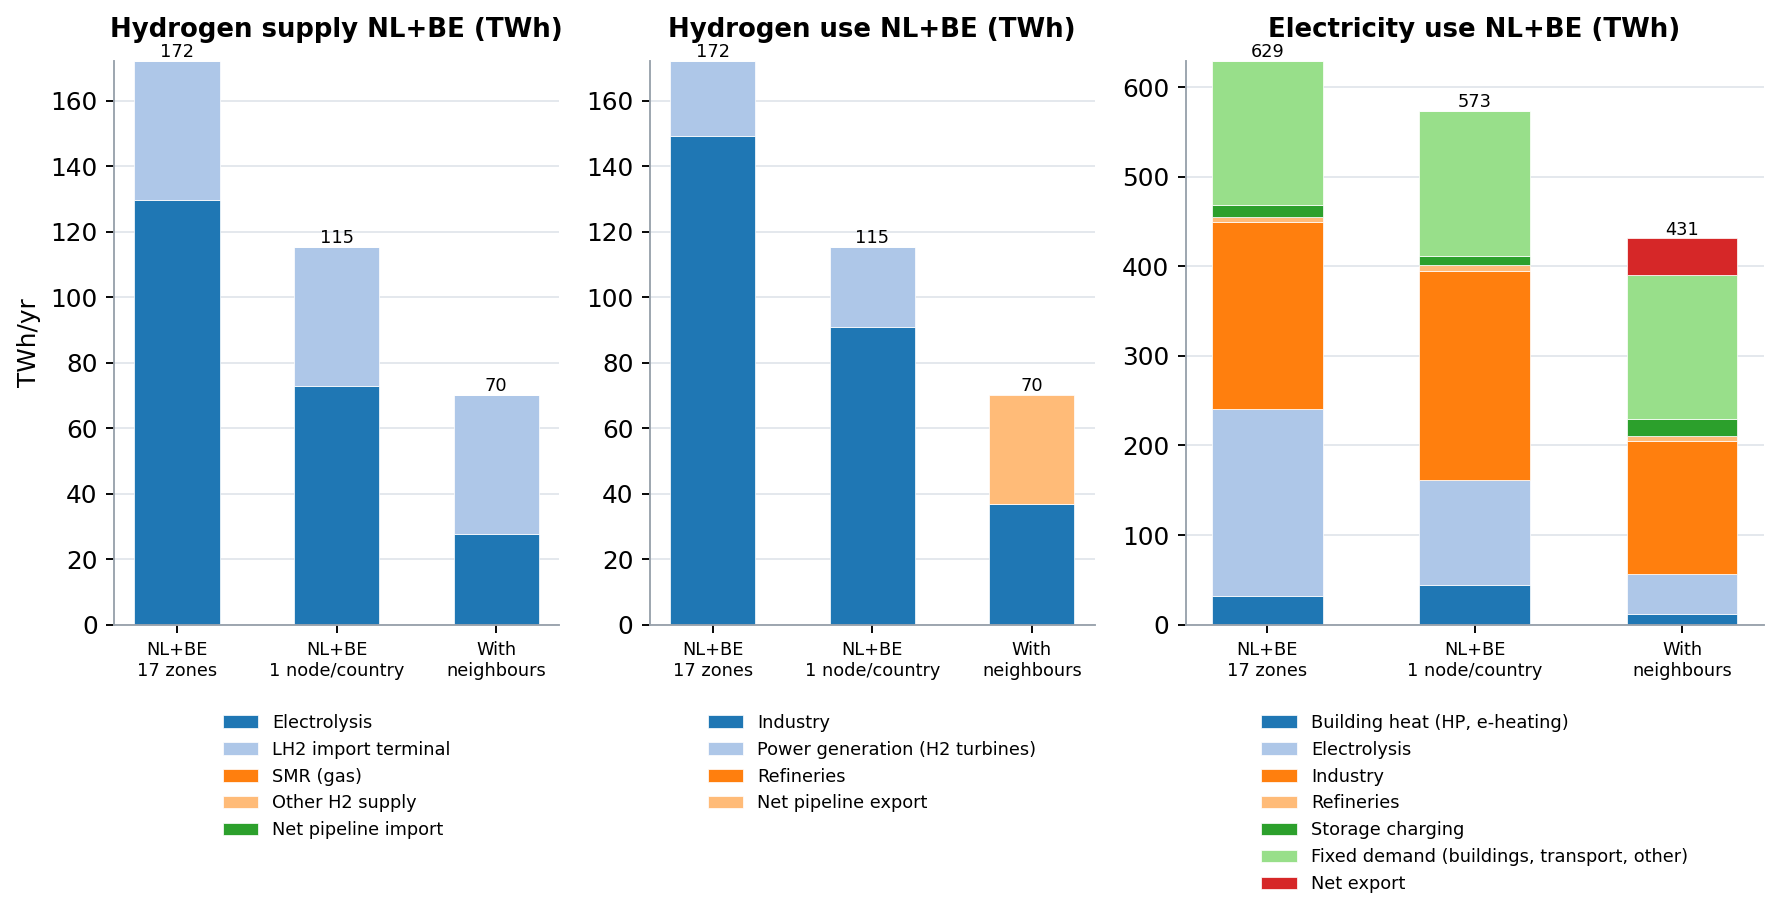 Hydrogen supply NL+BE (TWh)
TWh/yr
160
140
120
100
80
60
40
20
0
172
115
70
NL+BE
17 zones
NL+BE
1 node/country
With
neighbours
Electrolysis
LH2 import terminal
SMR (gas)
Other H2 supply
Net pipeline import
Hydrogen use NL+BE (TWh)
160
140
120
100
80
60
40
20
0
172
115
70
NL+BE
17 zones
NL+BE
1 node/country
With
neighbours
Industry
Power generation (H2 turbines)
Refineries
Net pipeline export
Electricity use NL+BE (TWh)
600
500
400
300
200
100
0
629
573
431
NL+BE
17 zones
NL+BE
1 node/country
With
neighbours
Building heat (HP, e-heating)
Electrolysis
Industry
Refineries
Storage charging
Fixed demand (buildings, transport, other)
Net export